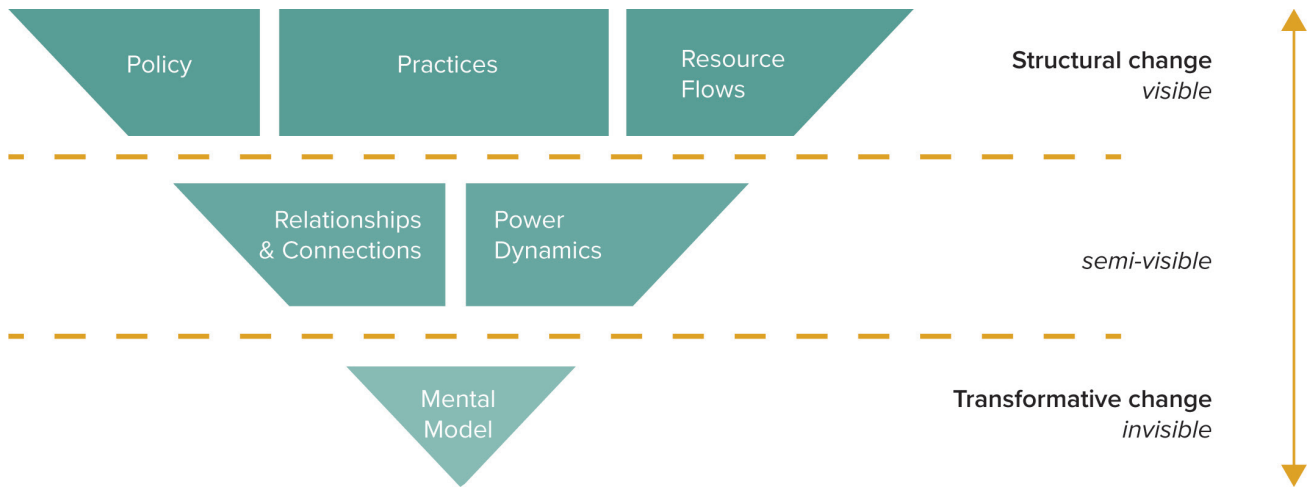 Policy
Practices
Resource
Flows
Structural change
visible
Relationships
& Connections
Power
Dynamics
semi-visible
Mental
Model
Transformative change
invisible